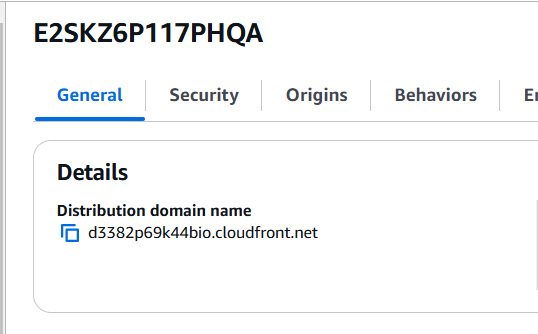 E2SKZ6P117PHQA
General
Security
Origins
Behaviors
Details
Distribution domain name
d3382p69k44bio.cloudfront.net